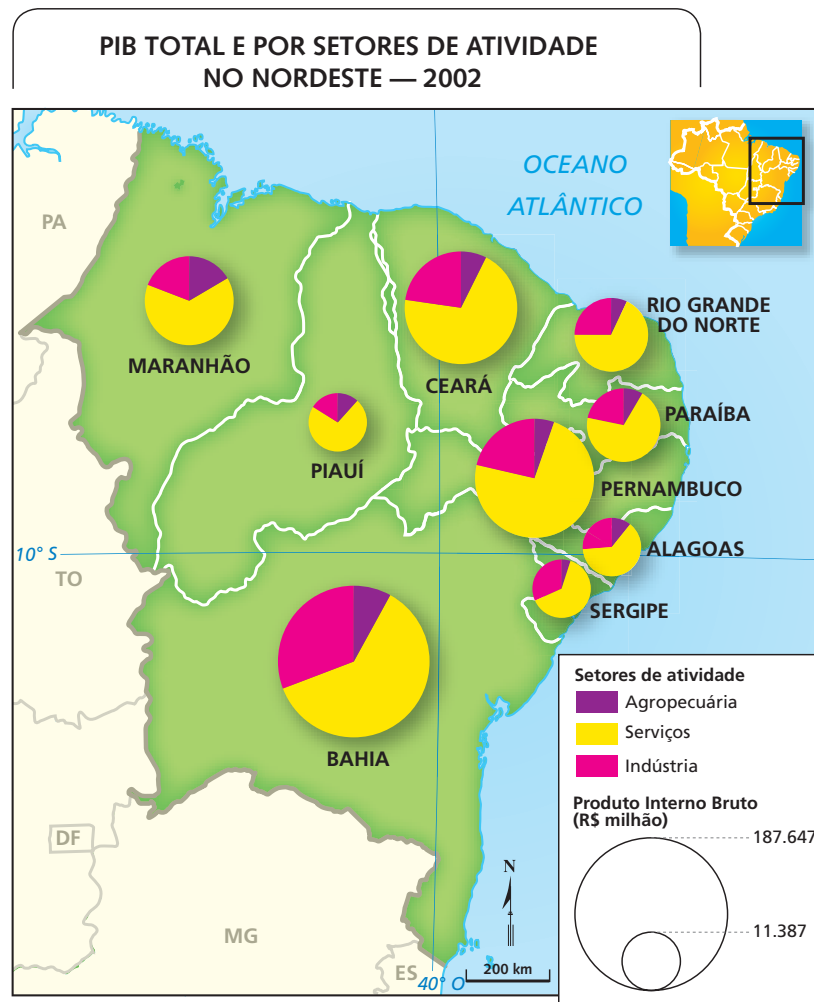 PIB TOTAL E POR SETORES DE ATIVIDADE
NO NORDESTE — 2002
OCEANO
ATLÂNTICO
PA
MARANHÃO
CEARÁ
RIO GRANDE
DO NORTE
PARAÍBA
PIAUÍ
PERNAMBUCO
10° S
ALAGOAS
TO
SERGIPE
BAHIA
DF
MG
ES
40° O
N
200 km
Setores de atividade
Agropecuária
Serviços
Indústria
Produto Interno Bruto
(R$ milhão)
187.647
11.387